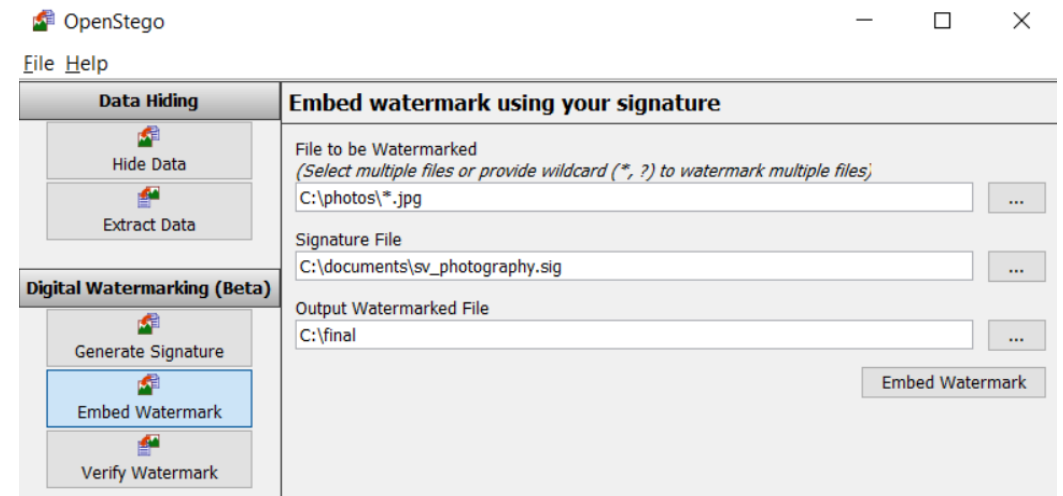 OpenStego
File Help
Data Hiding
Hide Data
Extract Data
Digital Watermarking (Beta)
Generate Signature
Embed Watermark
Verify Watermark
Embed watermark using your signature
File to be Watermarked
(Select multiple files or provide wildcard (*, ?) to watermark multiple files)
C:\photos\*.jpg
...
Signature File
C:\documents\sv_photography.sig
...
Output Watermarked File
C:\final
...
Embed Watermark